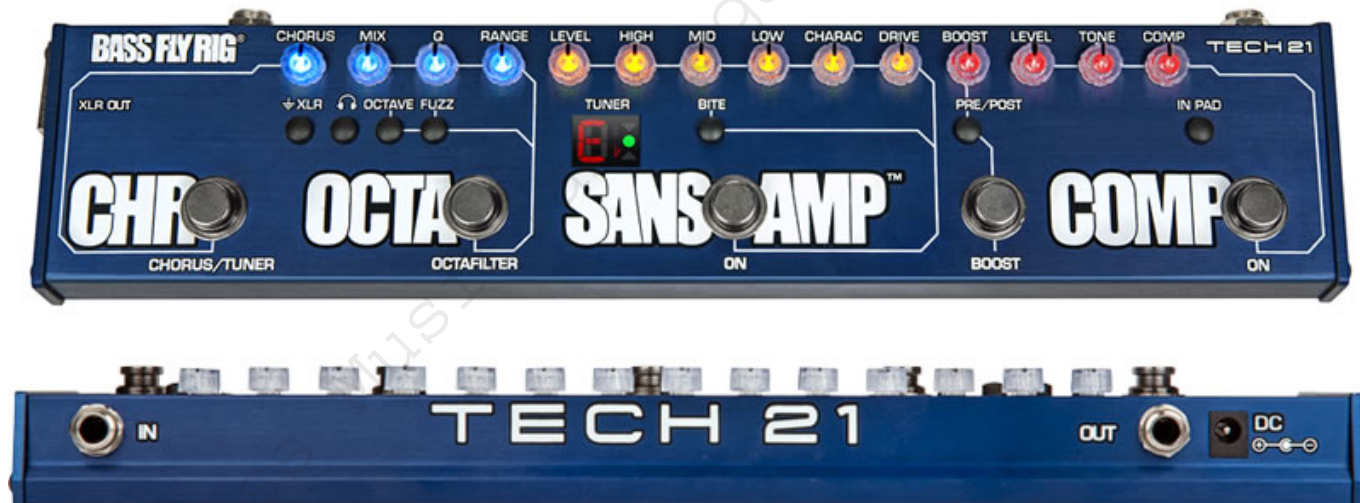 BASS FLY RIG®
CHORUS MIX Q RANGE LEVEL HIGH MID LOW CHARAC DRIVE BOOST LEVEL TONE COMP
TECH 21
XLR OUT
XLR OCTAVE FUZZ TUNER BITE PRE/POST IN PAD
E
CHR OCTA SANSAMP™ COMP
CHORUS/TUNER OCTAFILTER ON BOOST ON
IN TECH 21 OUT DC
Mus